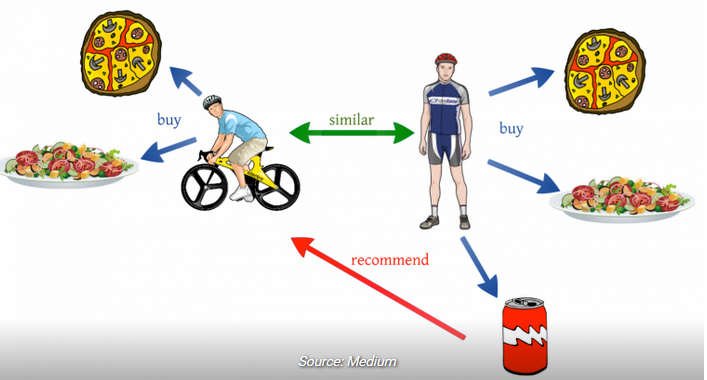 buy
similar
buy
recommend
Source: Medium